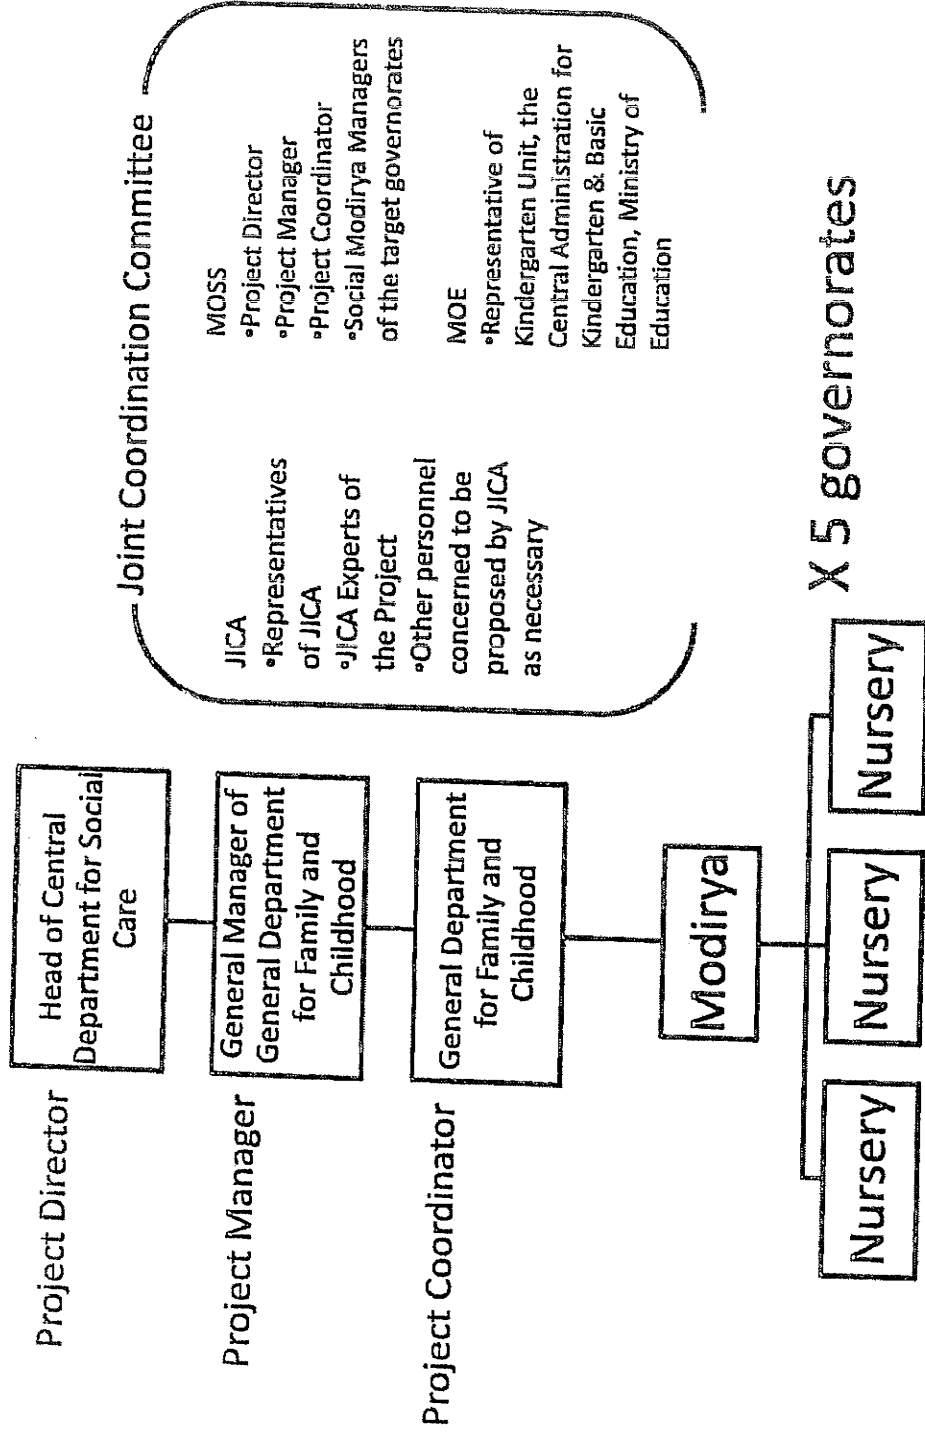 Project Director
Head of Central
Department for Social
Care
Project Manager
General Manager of
General Department
for Family and
Childhood
Project Coordinator
General Department
for Family and
Childhood
Modirya
Nursery
Nursery
Nursery
X 5 governorates
Joint Coordination Committee
JICA
•Representatives
of JICA
•JICA Experts of
the Project
•Other personnel
concerned to be
proposed by JICA
as necessary
MOSS
•Project Director
•Project Manager
•Project Coordinator
•Social Modirya Managers
of the target governorates
MOE
•Representative of
Kindergarten Unit, the
Central Administration for
Kindergarten & Basic
Education, Ministry of
Education